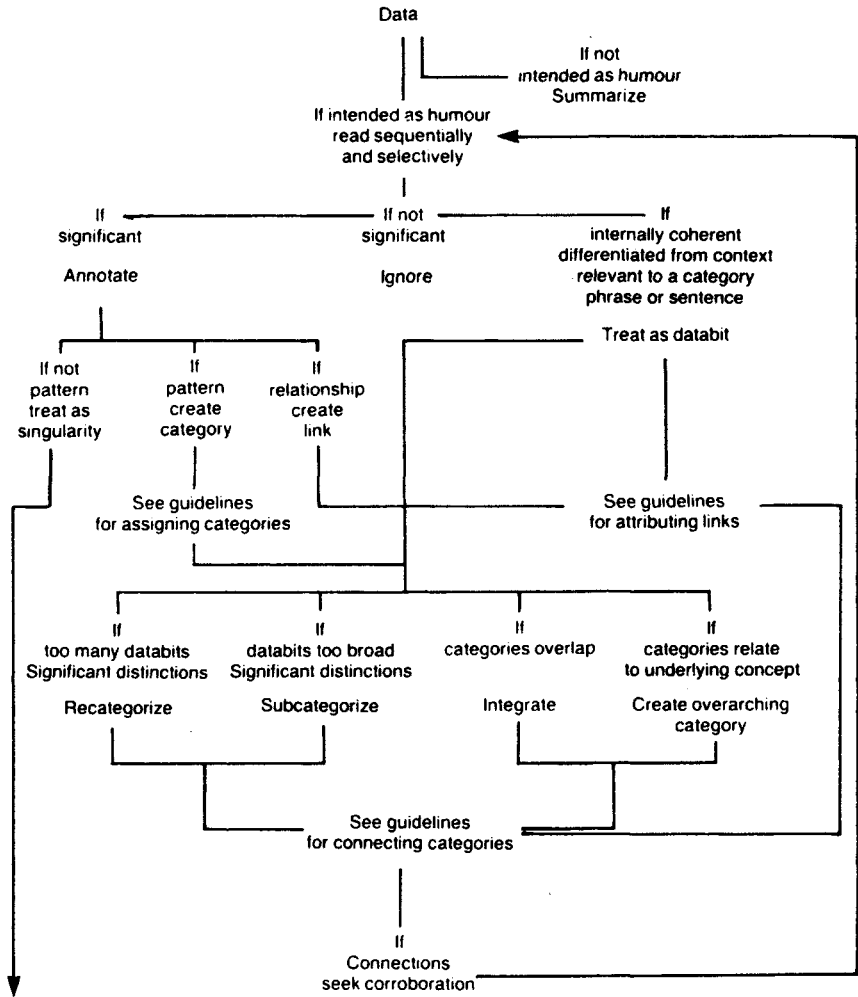 Data
If not
intended as humour
Summarize
If intended as humour
read sequentially
and selectively
If
significant
Annotate
If not
significant
Ignore
If
internally coherent
differentiated from context
relevant to a category
phrase or sentence
Treat as databit
If not
pattern
treat as
singularity
If
pattern
create
category
If
relationship
create
link
See guidelines
for assigning categories
See guidelines
for attributing links
If
too many databits
Significant distinctions
Recategorize
If
databits too broad
Significant distinctions
Subcategorize
If
categories overlap
Integrate
If
categories relate
to underlying concept
Create overarching
category
See guidelines
for connecting categories
If
Connections
seek corroboration